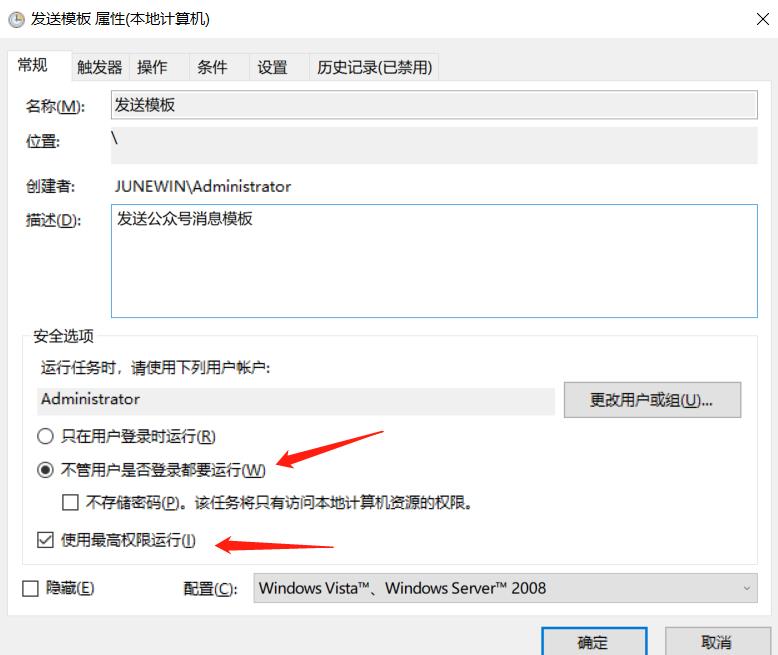 发送模板 属性(本地计算机)
常规 触发器 操作 条件 设置 历史记录(已禁用)
名称(M): 发送模板
位置: \
创建者: JUNEWIN\Administrator
描述(D): 发送公众号消息模板
安全选项
运行任务时，请使用下列用户帐户:
Administrator 更改用户或组(U)...
只在用户登录时运行(R)
不管用户是否登录都要运行(W)
不存储密码(P)。该任务将只有访问本地计算机资源的权限。
使用最高权限运行(I)
隐藏(E) 配置(C): Windows Vista™、Windows Server™ 2008
确定 取消